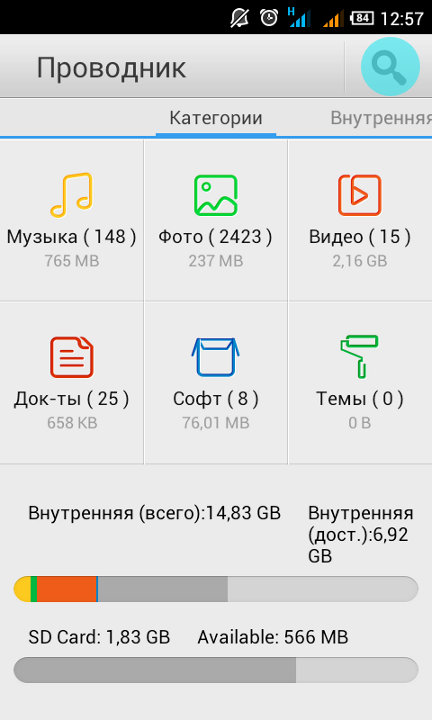 H 84 12:57
Проводник
Категории Внутренняя
Музыка ( 148 ) Фото ( 2423 ) Видео ( 15 )
765 MB 237 MB 2,16 GB
Док-ты ( 25 ) Софт ( 8 ) Темы ( 0 )
658 KB 76,01 MB 0 B
Внутренняя (всего):14,83 GB
Внутренняя
(дост.):6,92
GB
SD Card: 1,83 GB Available: 566 MB